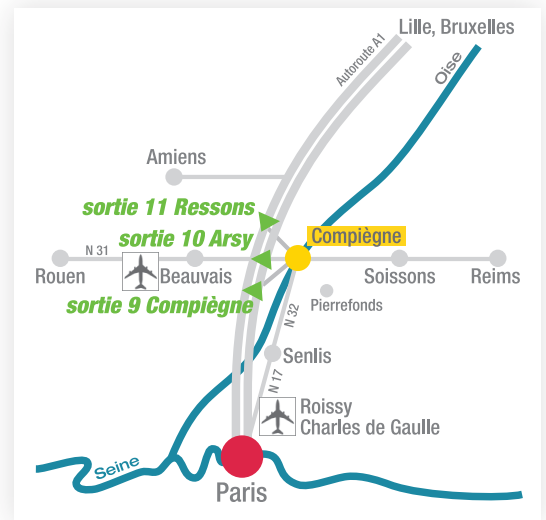 Lille, Bruxelles
Autoroute A1
Oise
Amiens
sortie 11 Ressons
sortie 10 Arsy
Compiègne
N 31
Rouen
Beauvais
Soissons
Reims
sortie 9 Compiègne
Pierrefonds
N 32
Senlis
N 17
Roissy
Charles de Gaulle
Seine
Paris